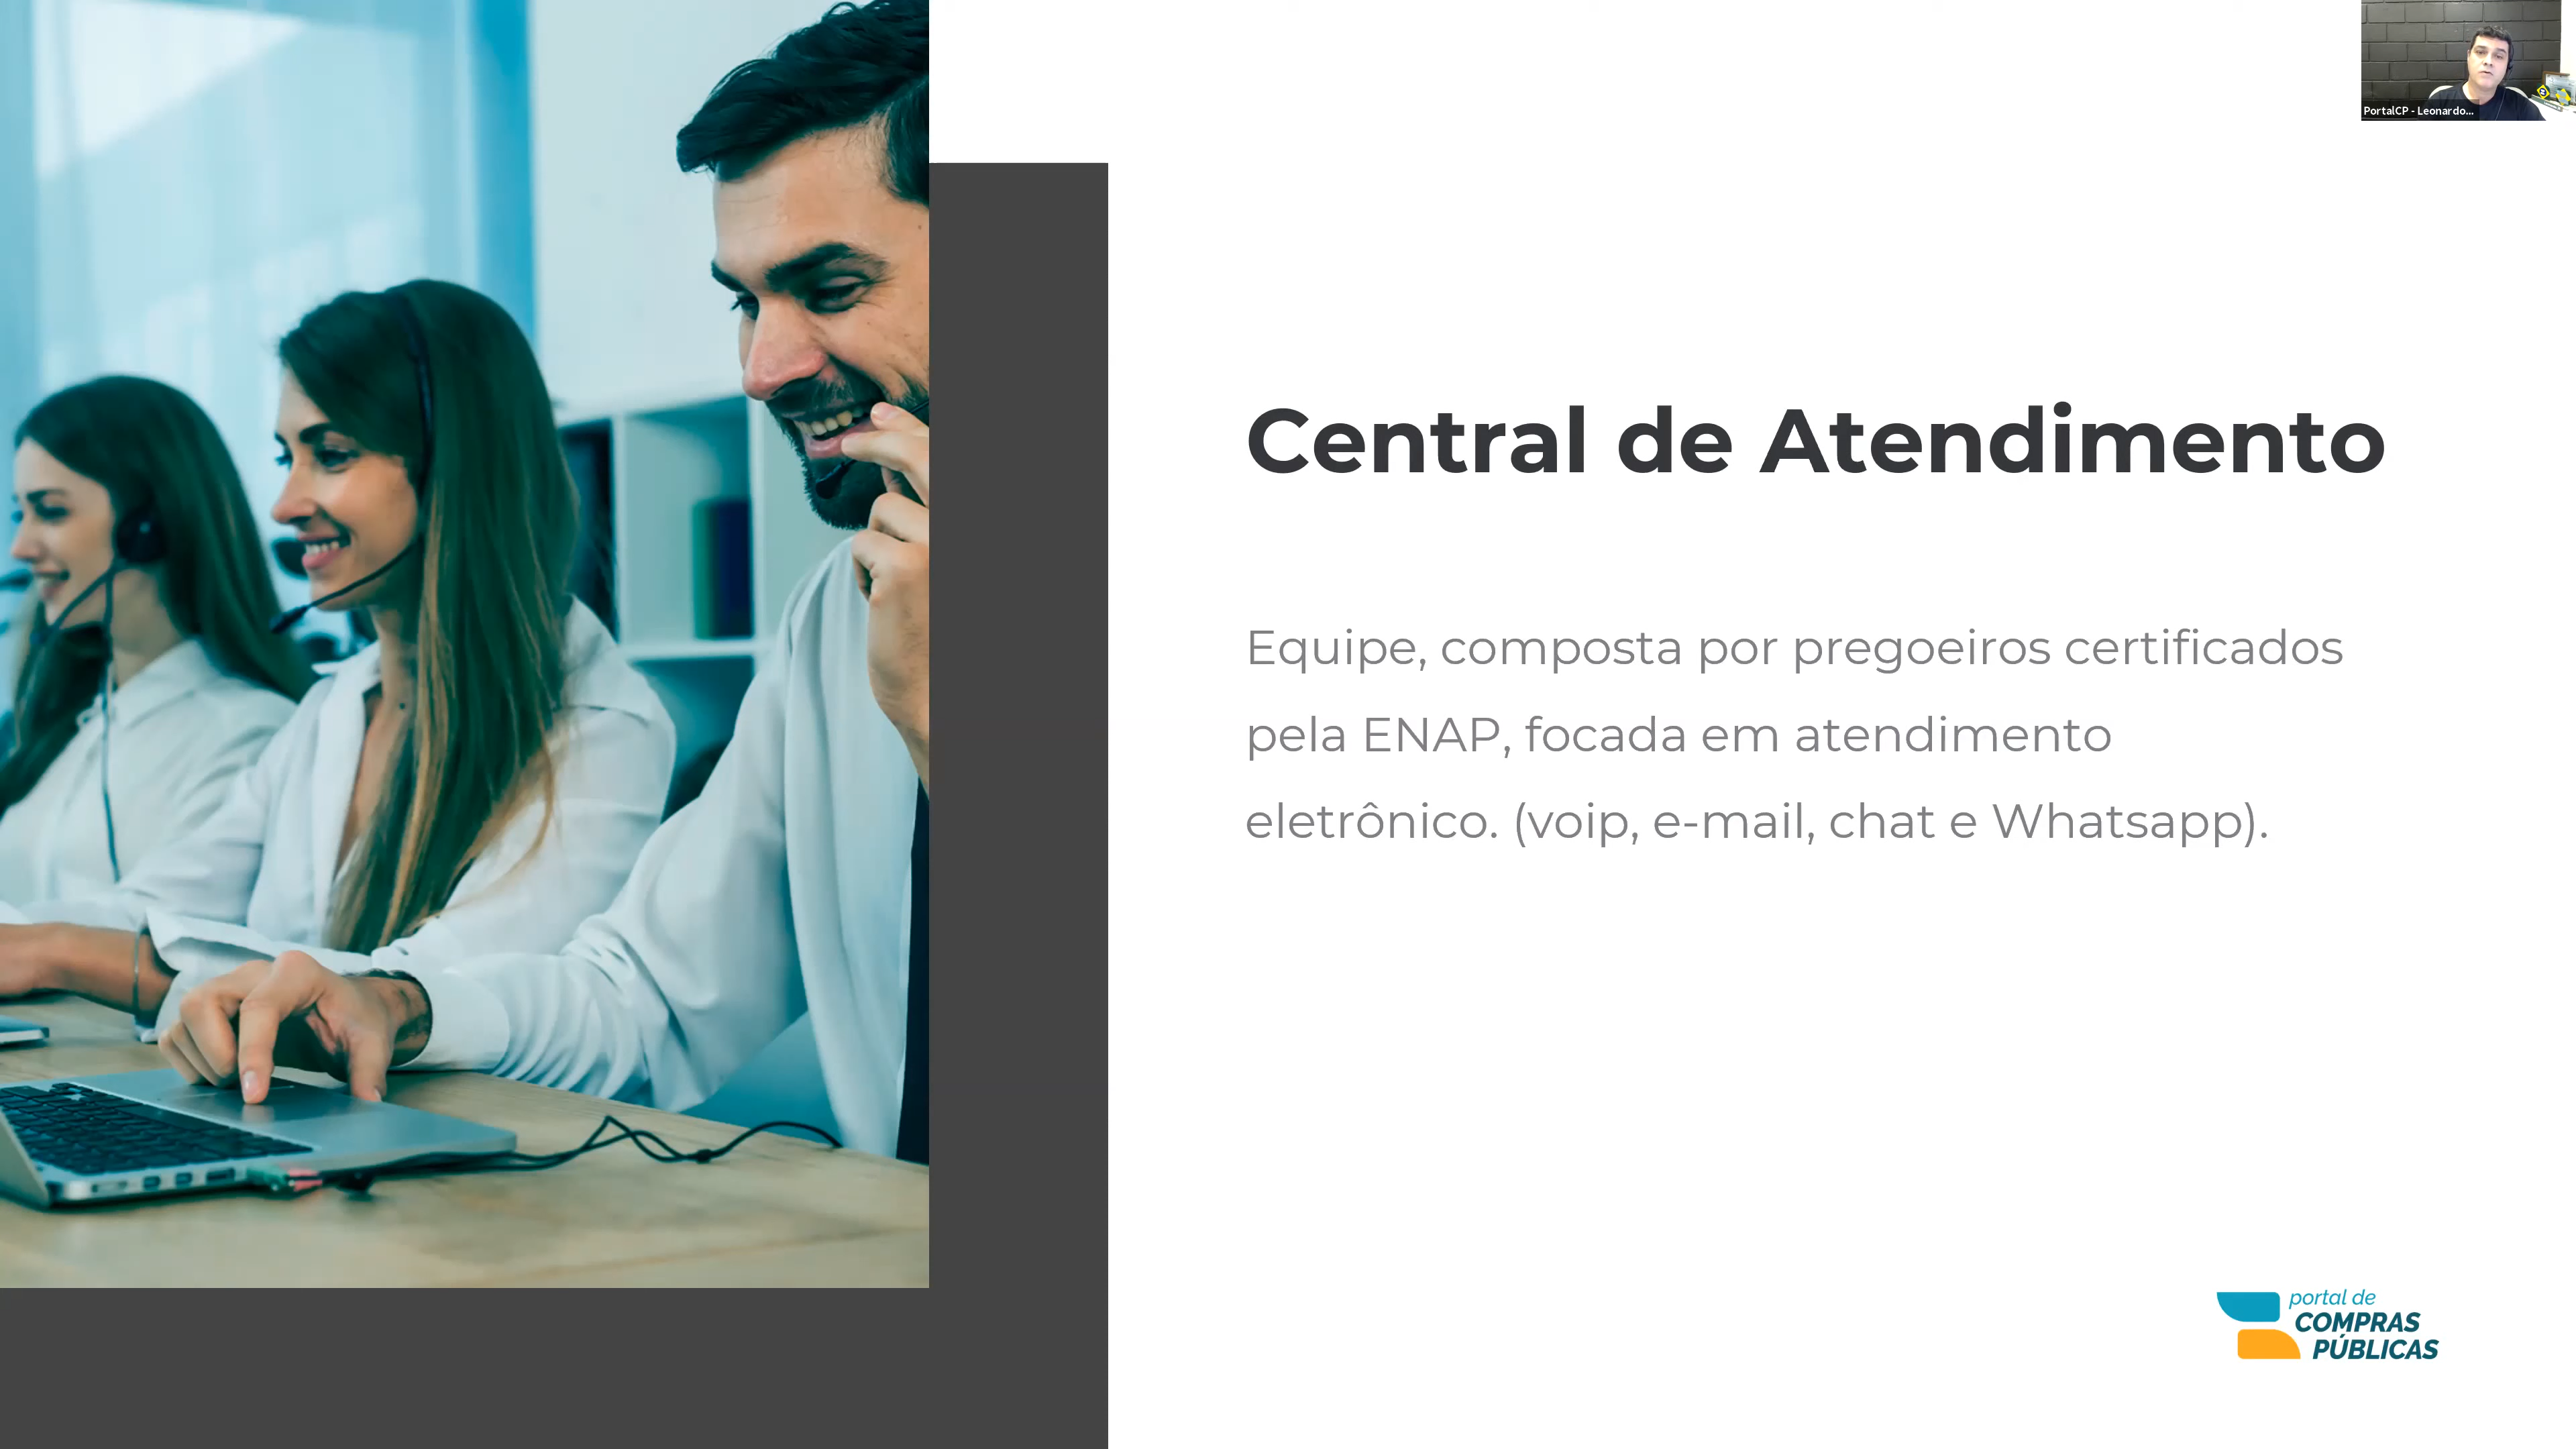 PortalCP - Leonardo...
Central de Atendimento
Equipe, composta por pregoeiros certificados
pela ENAP, focada em atendimento
eletrônico. (voip, e-mail, chat e Whatsapp).
portal de
COMPRAS
PÚBLICAS